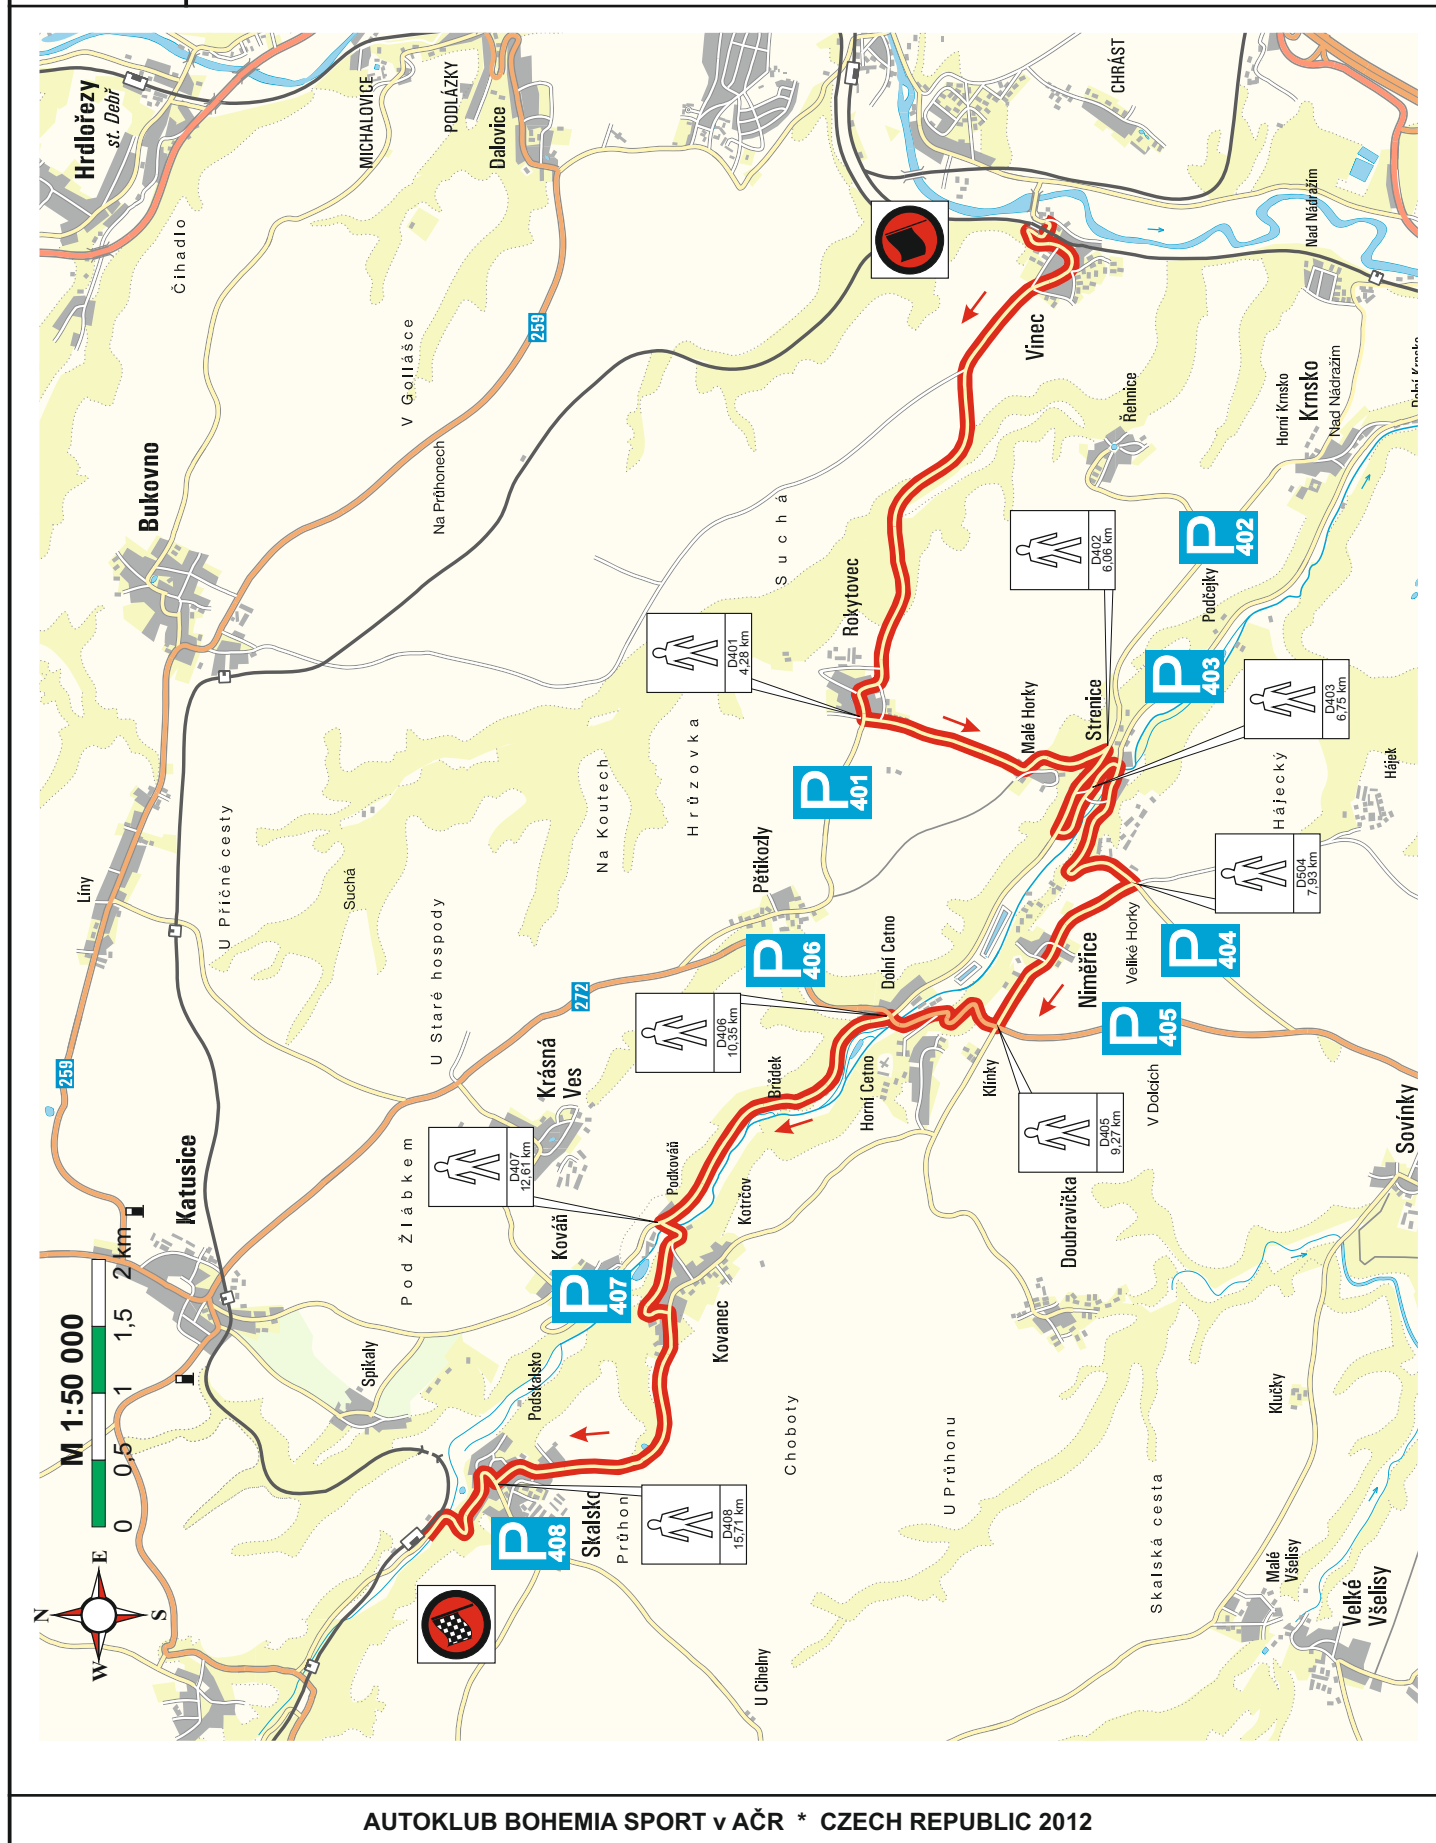 Hrdlořezy
st. Debř
MICHALOVICE
PODLÁZKY
Dalovice
CHRÁST
Čihadlo
V Gollášce
259
Na Průhonech
Bukovno
Nad Nádražím
Vinec
Řehnice
Horní Krnsko
Krnsko
Nad Nádražím
Suchá
Rokytovec
D401
4,28 km
D402
6,06 km
P
402
Podčejky
P
403
D403
6,75 km
Strenice
Malé Horky
Hrůzovka
Na Koutech
P
401
Hájecký
Hájek
Líny
U Příčné cesty
Suchá
U Staré hospody
Pětikozly
P
406
Dolní Cetno
D504
7,93 km
Veliké Horky
P
404
Niměřice
272
D406
10,35 km
P
405
259
Krásná
Ves
Brůdek
Horní Cetno
Klínky
V Dolcích
D405
9,27 km
Sovínky
Katusice
Pod Žlábkem
D407
12,61 km
Podkováň
Kotrčov
Kováň
P
407
Doubravička
Kovanec
M 1:50 000
0
0,5
1
1,5
2 km
Spikaly
Podskalsko
Choboty
Klučky
U Průhonu
Skalská cesta
D408
15,71 km
P
408
Skalsko
Průhon
N
E
S
W
U Cihelny
Malé
Všelisy
Velké
Všelisy
AUTOKLUB BOHEMIA SPORT v AČR * CZECH REPUBLIC 2012